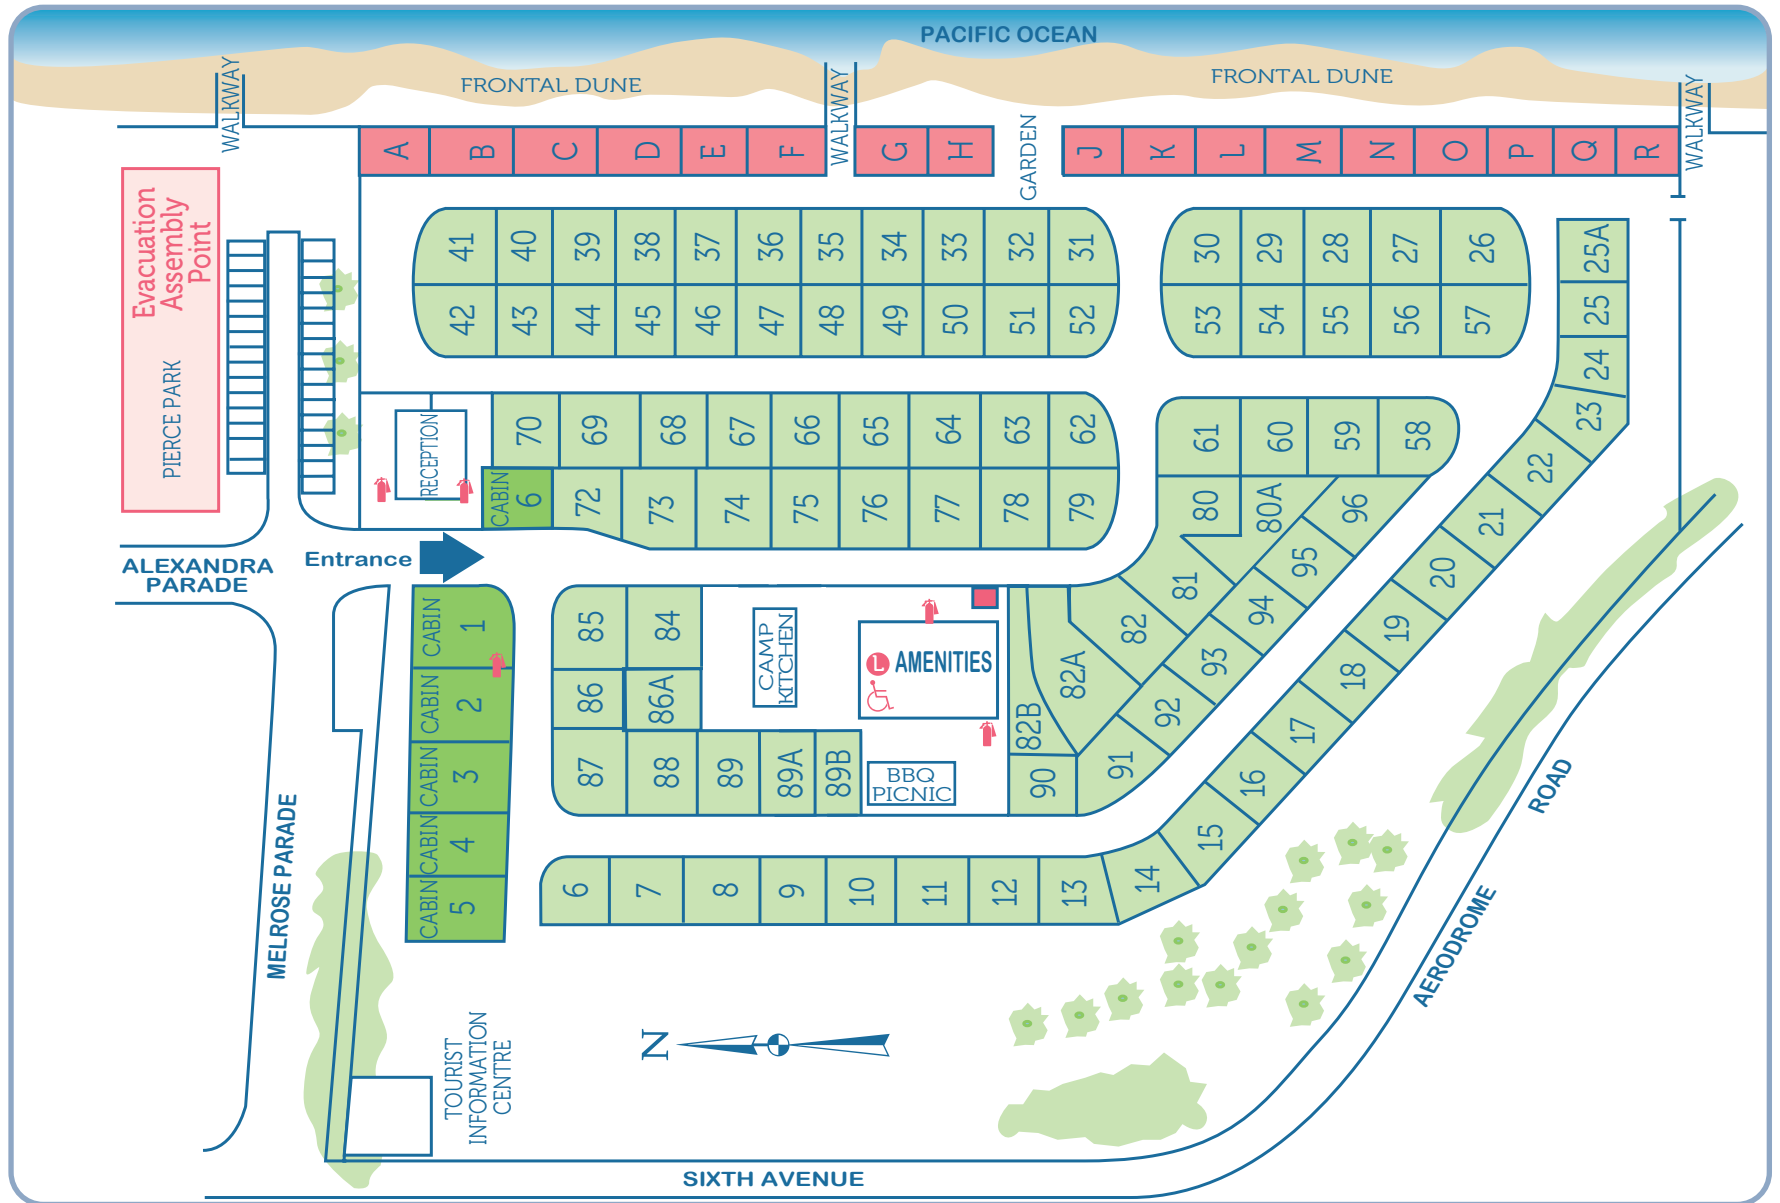 PACIFIC OCEAN
FRONTAL DUNE
FRONTAL DUNE
WALKWAY
WALKWAY
WALKWAY
GARDEN
A
B
C
D
E
F
G
H
J
K
L
M
N
O
P
Q
R
Evacuation
Assembly
Point
PIERCE PARK
41
40
39
38
37
36
35
34
33
32
31
30
29
28
27
26
25A
42
43
44
45
46
47
48
49
50
51
52
53
54
55
56
57
25
24
23
RECEPTION
70
69
68
67
66
65
64
63
62
61
60
59
58
22
CABIN
6
72
73
74
75
76
77
78
79
80
80A
96
21
ALEXANDRA
PARADE
Entrance
95
20
CABIN
1
85
84
CAMP
KITCHEN
L
AMENITIES
82
81
94
19
CABIN
2
86
86A
82B
82A
93
18
92
17
CABIN
3
87
88
89
89A
89B
BBQ
PICNIC
90
91
16
CABIN
4
15
CABIN
5
6
7
8
9
10
11
12
13
14
MELROSE PARADE
AERODROME
ROAD
N
TOURIST
INFORMATION
CENTRE
SIXTH AVENUE